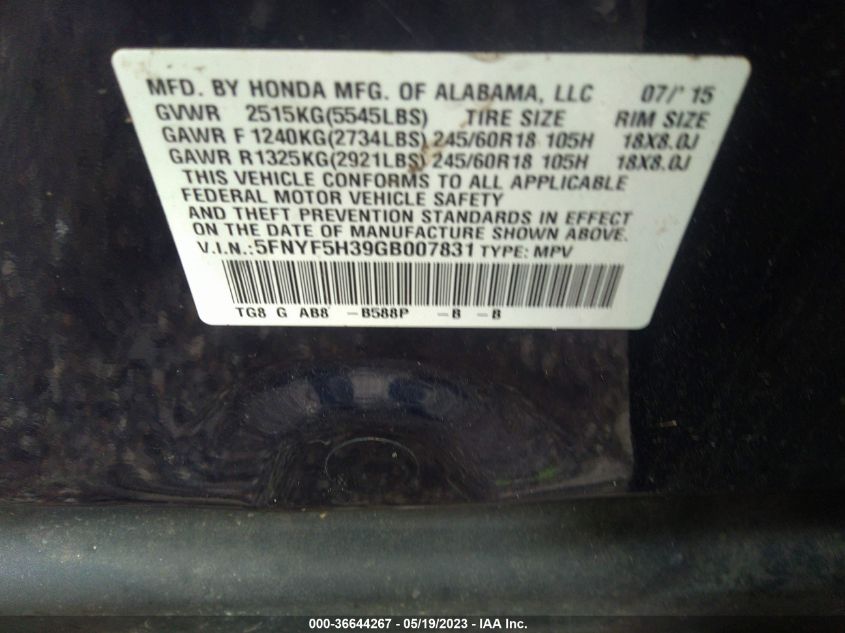 MFD. BY HONDA MFG. OF ALABAMA, LLC 07/'15
GVWR 2515KG(5545LBS) TIRE SIZE RIM SIZE
GAWR F 1240KG(2734LBS) 245/60R18 105H 18X8.0J
GAWR R1325KG(2921LBS) 245/60R18 105H 18X8.0J
THIS VEHICLE CONFORMS TO ALL APPLICABLE
FEDERAL MOTOR VEHICLE SAFETY
AND THEFT PREVENTION STANDARDS IN EFFECT
ON THE DATE OF MANUFACTURE SHOWN ABOVE.
V.I.N.:5FNYF5H39GB007831 TYPE: MPV
TG8 G AB8 -B588P -B -B
000-36644267 - 05/19/2023 - IAA Inc.